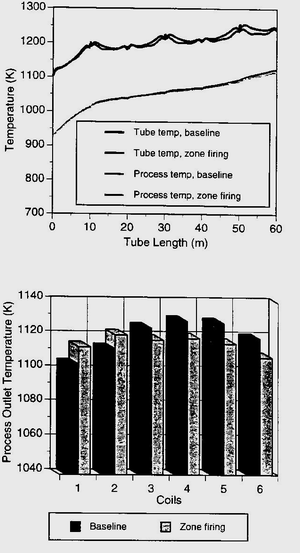 1300
1200
1100
1000
900
800
700
Temperature (K)
0 10 20 30 40 50 60
Tube Length (m)
Tube temp, baseline
Tube temp, zone firing
Process temp, baseline
Process temp, zone firing
1140
1120
1100
1080
1060
1040
Process Outlet Temperature (K)
1 2 3 4 5 6
Coils
Baseline Zone firing